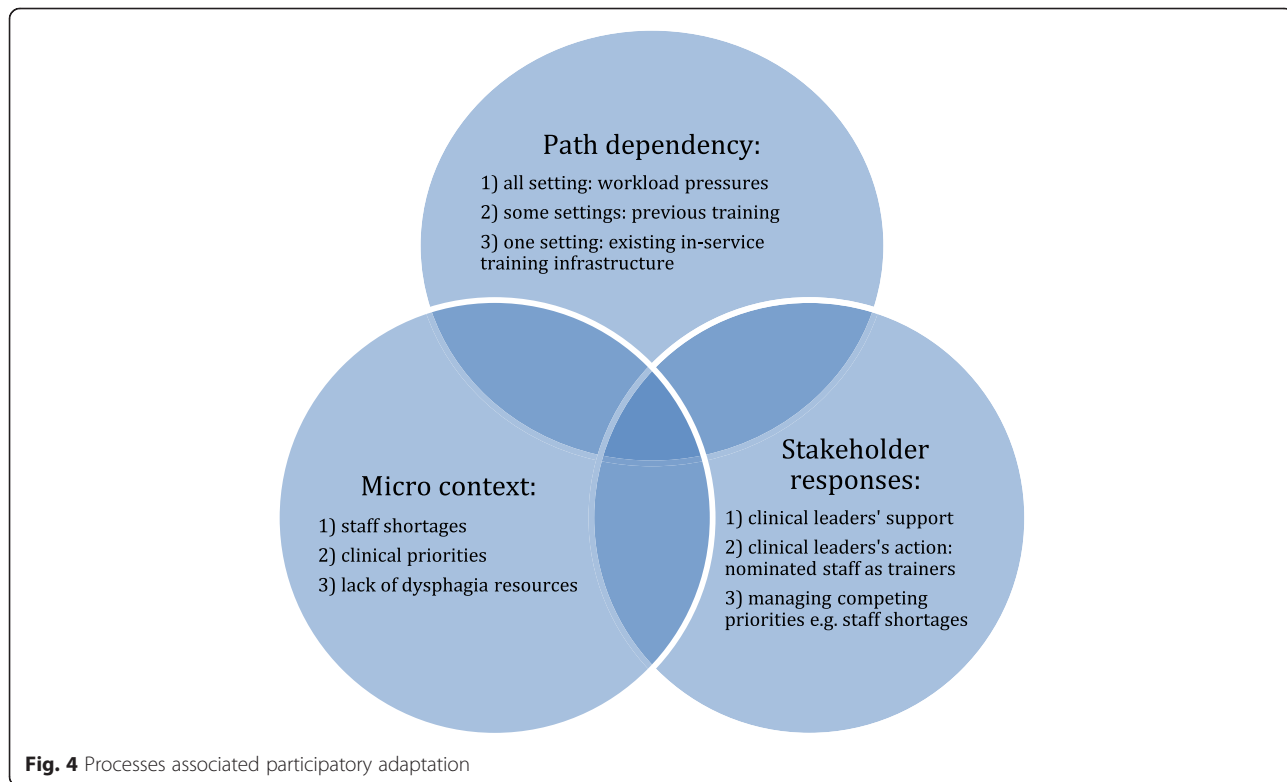 Path dependency:
1) all setting: workload pressures
2) some settings: previous training
3) one setting: existing in-service
training infrastructure
Micro context:
1) staff shortages
2) clinical priorities
3) lack of dysphagia resources
Stakeholder
responses:
1) clinical leaders' support
2) clinical leaders's action:
nominated staff as trainers
3) managing competing
priorities e.g. staff shortages
Fig. 4 Processes associated participatory adaptation